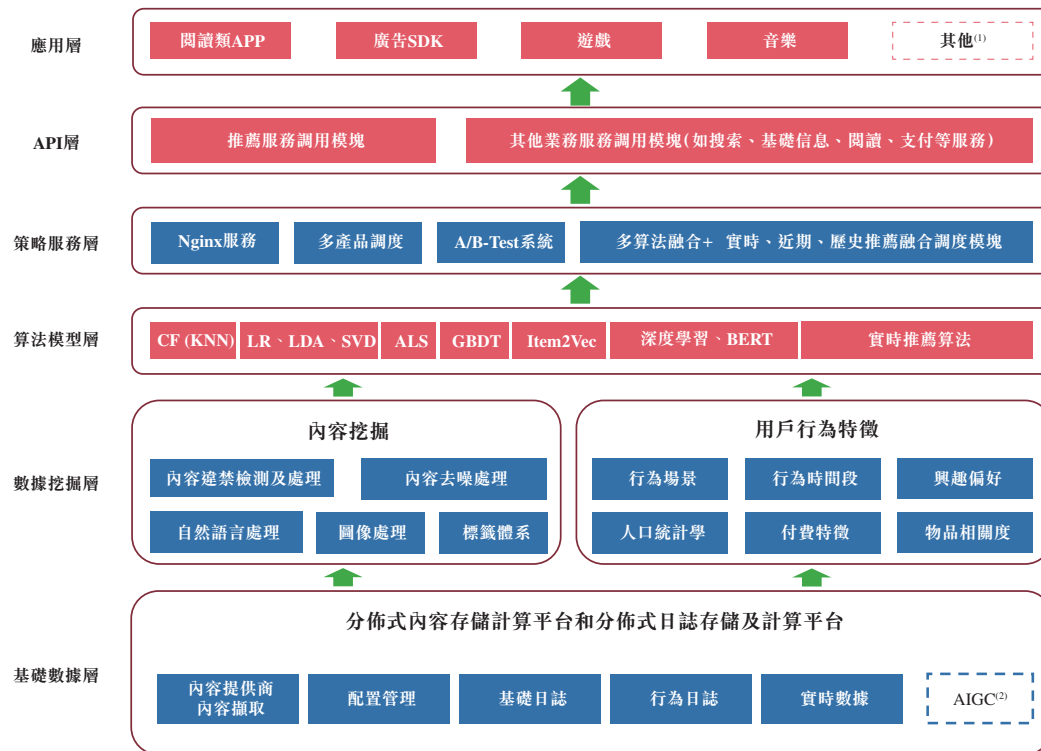 應用層
閱讀類APP
廣告SDK
遊戲
音樂
其他(1)
API層
推薦服務調用模塊
其他業務服務調用模塊(如搜索、基礎信息、閱讀、支付等服務)
策略服務層
Nginx服務
多產品調度
A/B-Test系統
多算法融合+ 實時、近期、歷史推薦融合調度模塊
算法模型層
CF (KNN)
LR、LDA、SVD
ALS
GBDT
Item2Vec
深度學習、BERT
實時推薦算法
數據挖掘層
內容挖掘
內容違禁檢測及處理
內容去噪處理
自然語言處理
圖像處理
標籤體系
用戶行為特徵
行為場景
行為時間段
興趣偏好
人口統計學
付費特徵
物品相關度
基礎數據層
分佈式內容存儲計算平台和分佈式日誌存儲及計算平台
內容提供商
內容擷取
配置管理
基礎日誌
行為日誌
實時數據
AIGC(2)